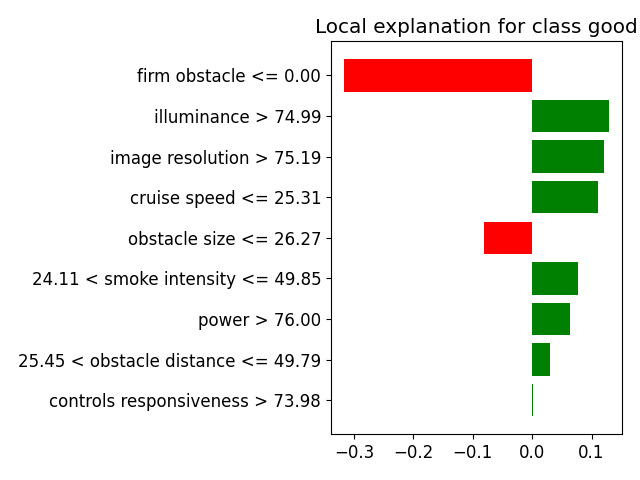 Local explanation for class good
firm obstacle <= 0.00
illuminance > 74.99
image resolution > 75.19
cruise speed <= 25.31
obstacle size <= 26.27
24.11 < smoke intensity <= 49.85
power > 76.00
25.45 < obstacle distance <= 49.79
controls responsiveness > 73.98
−0.3 −0.2 −0.1 0.0 0.1